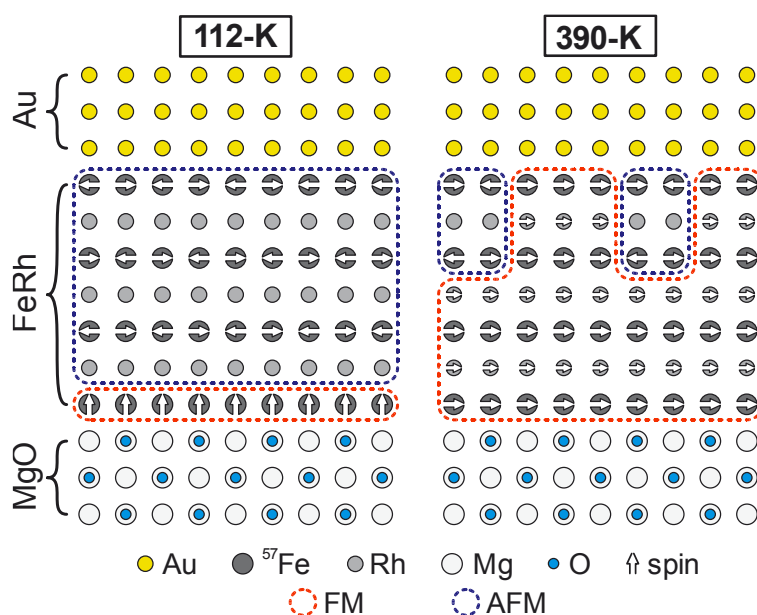 112-K
390-K
Au
FeRh
MgO
Au ⁵⁷Fe Rh Mg O spin
FM AFM